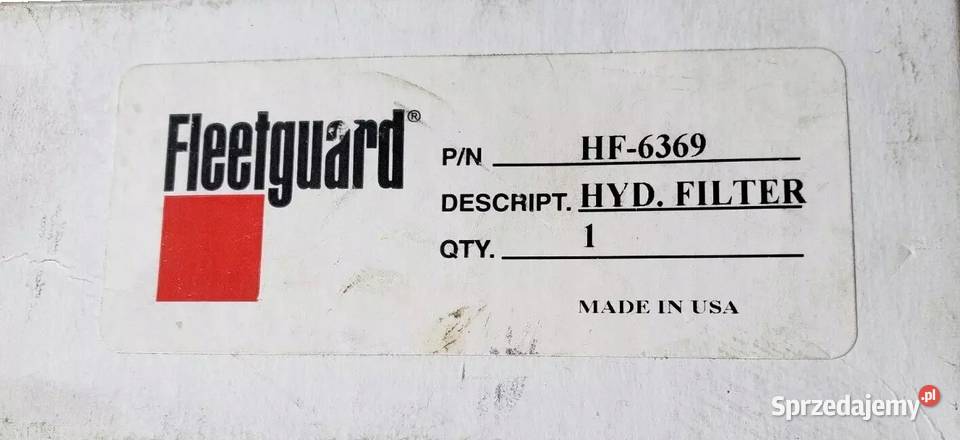 Fleetguard®
P/N HF-6369
DESCRIPT. HYD. FILTER
QTY. 1
MADE IN USA
Sprzedajemy.pl